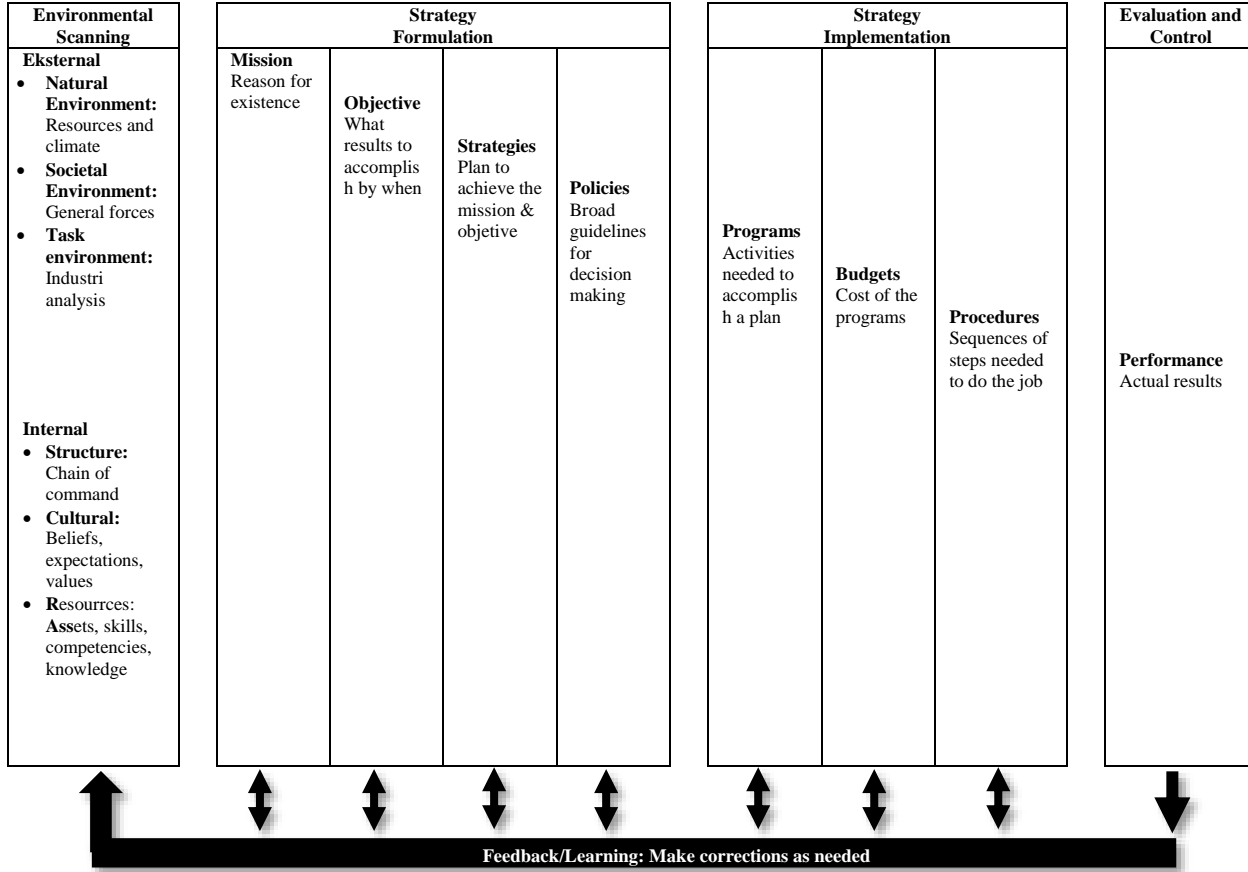 Environmental
Scanning
Eksternal
• Natural
Environment:
Resources and
climate
• Societal
Environment:
General forces
• Task
environment:
Industri
analysis
Internal
• Structure:
Chain of
command
• Cultural:
Beliefs,
expectations,
values
• Resourrces:
Assets, skills,
competencies,
knowledge
Strategy
Formulation
Mission
Reason for
existence
Objective
What
results to
accomplis
h by when
Strategies
Plan to
achieve the
mission &
objetive
Policies
Broad
guidelines
for
decision
making
Strategy
Implementation
Programs
Activities
needed to
accomplis
h a plan
Budgets
Cost of the
programs
Procedures
Sequences of
steps needed
to do the job
Evaluation and
Control
Performance
Actual results
Feedback/Learning: Make corrections as needed